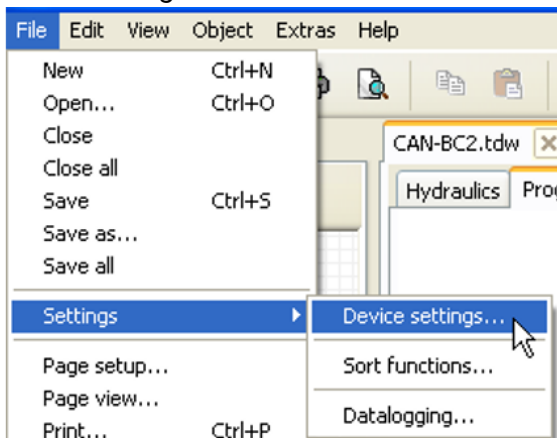 File Edit View Object Extras Help
New Ctrl+N
Open... Ctrl+O
Close
Close all
Save Ctrl+S
Save as...
Save all
Settings
Page setup...
Page view...
Print... Ctrl+P
CAN-BC2.tdw
Hydraulics
Device settings...
Sort functions...
Datalogging...